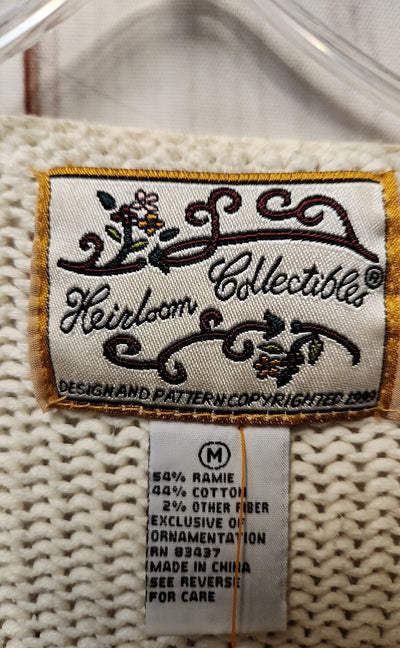 Heirloom Collectibles®
DESIGN AND PATTERN COPYRIGHTED
M
54% RAMIE
44% COTTON
2% OTHER FIBER
EXCLUSIVE OF
ORNAMENTATION
RN 83437
MADE IN CHINA
SEE REVERSE
FOR CARE